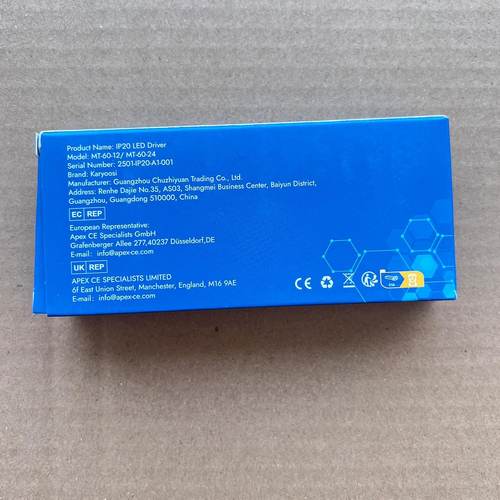 Product Name: IP20 LED Driver
Model: MT-60-12/ MT-60-24
Serial Number: 2501-IP20-A1-001
Brand: Karyoosi
Manufacturer: Guangzhou Chuzhiyuan Trading Co., Ltd.
Address: Renhe Dajie No.35, AS03, Shangmei Business Center, Baiyun District,
Guangzhou, Guangdong 510000, China
EC REP
European Representative:
Apex CE Specialists GmbH
Grafenberger Allee 277,40237 Düsseldorf,DE
E-mail: info@apex-ce.com
UK REP
APEX CE SPECIALISTS LIMITED
6f East Union Street, Manchester, England, M16 9AE
E-mail: info@apex-ce.com
CE